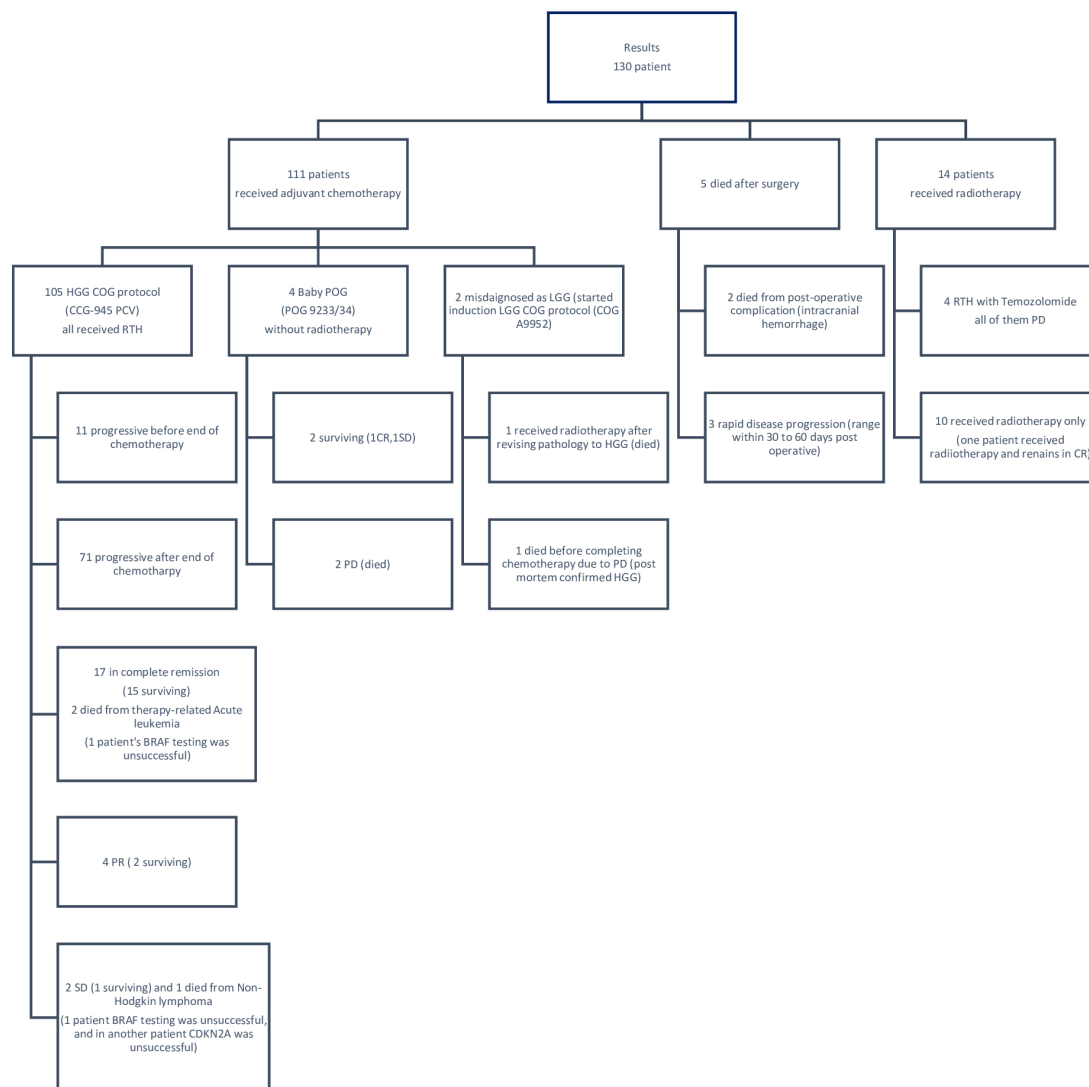 Results
130 patient
111 patients
received adjuvant chemotherapy
5 died after surgery
14 patients
received radiotherapy
105 HGG COG protocol
(CCG-945 PCV)
all received RTH
4 Baby POG
(POG 9233/34)
without radiotherapy
2 misdaignosed as LGG (started
induction LGG COG protocol (COG
A9952)
2 died from post-operative
complication (intracranial
hemorrhage)
4 RTH with Temozolomide
all of them PD
11 progressive before end of
chemotherapy
2 surviving (1CR,1SD)
1 received radiotherapy after
revising pathology to HGG (died)
3 rapid disease progression (range
within 30 to 60 days post
operative)
10 received radiotherapy only
(one patient received
radiiotherapy and renains in CR)
71 progressive after end of
chemotharpy
2 PD (died)
1 died before completing
chemotherapy due to PD (post
mortem confirmed HGG)
17 in complete remission
(15 surviving)
2 died from therapy-related Acute
leukemia
(1 patient's BRAF testing was
unsuccessful)
4 PR ( 2 surviving)
2 SD (1 surviving) and 1 died from Non-
Hodgkin lymphoma
(1 patient BRAF testing was unsuccessful,
and in another patient CDKN2A was
unsuccessful)